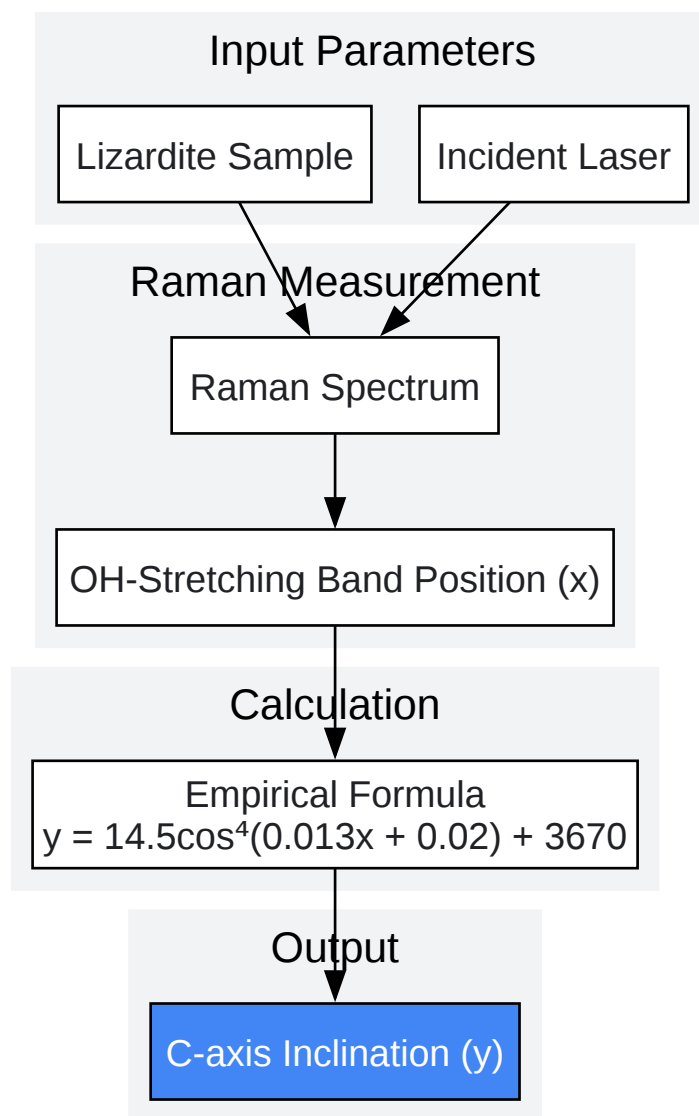 Input Parameters
Lizardite Sample
Incident Laser
Raman Measurement
Raman Spectrum
OH-Stretching Band Position (x)
Calculation
Empirical Formula
y = 14.5cos⁴(0.013x + 0.02) + 3670
Output
C-axis Inclination (y)